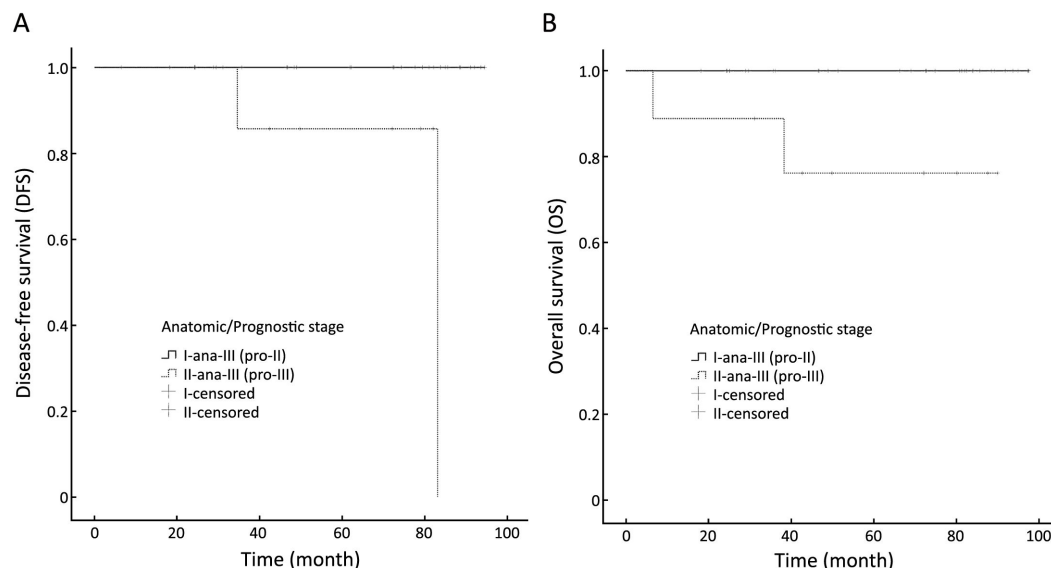 A
1.0
0.8
0.6
0.4
0.2
0
Disease-free survival (DFS)
Anatomic/Prognostic stage
I-ana-III (pro-II)
II-ana-III (pro-III)
I-censored
II-censored
0 20 40 60 80 100
Time (month)
B
1.0
0.8
0.6
0.4
0.2
0
Overall survival (OS)
Anatomic/Prognostic stage
I-ana-III (pro-II)
II-ana-III (pro-III)
I-censored
II-censored
0 20 40 60 80 100
Time (month)